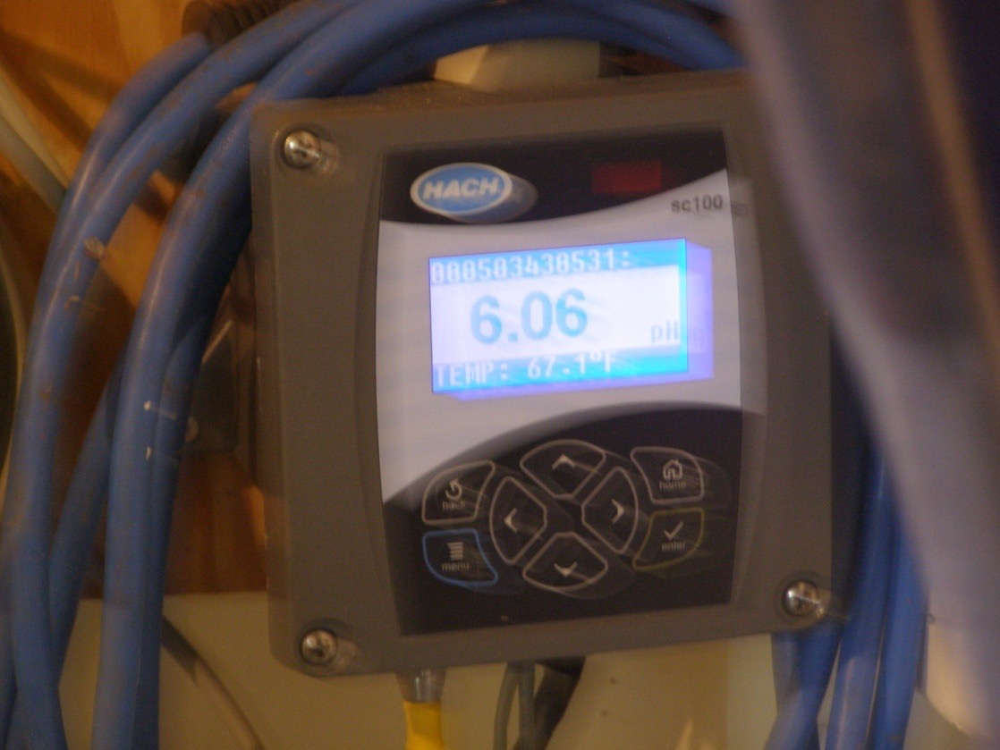 HACH
sc100
000503430531:
6.06
pH
TEMP: 67.1°F
back
home
menu
enter